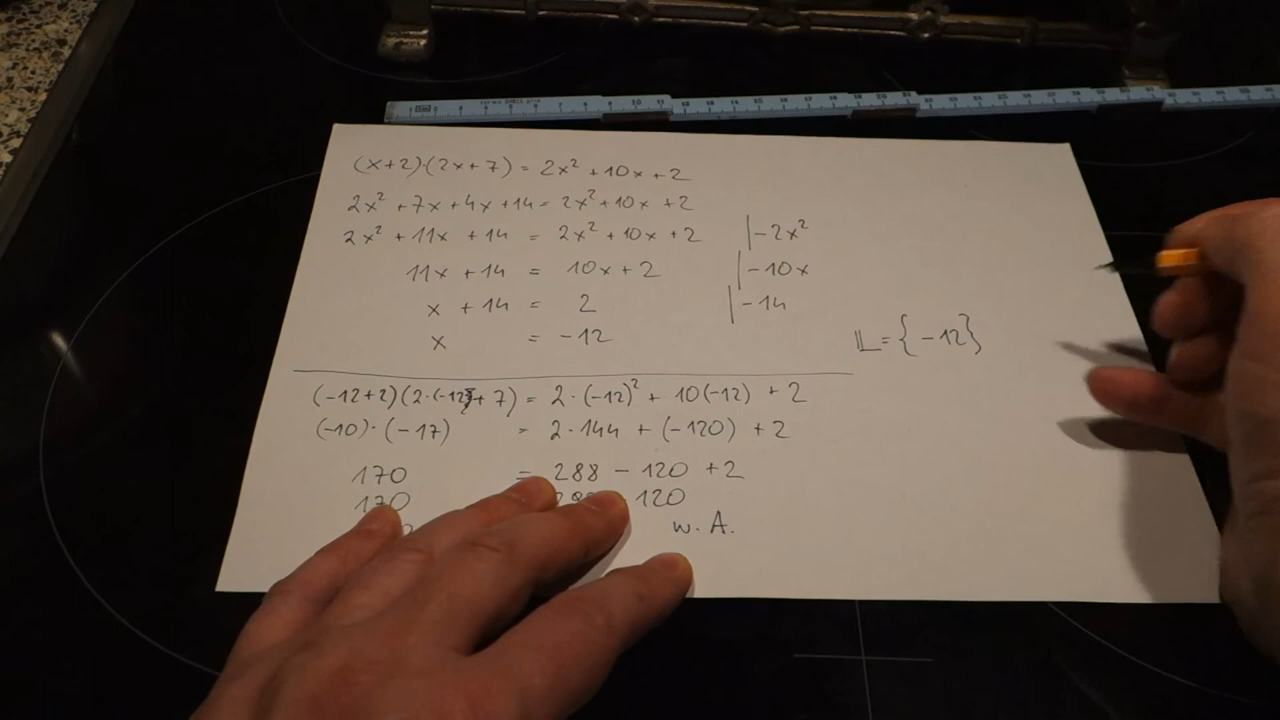 (x+2)·(2x+7) = 2x² + 10x + 2
2x² + 7x + 4x + 14 = 2x² + 10x + 2
2x² + 11x + 14 = 2x² + 10x + 2 |-2x²
11x + 14 = 10x + 2 |-10x
x + 14 = 2 |-14
x = -12
𝕃 = {-12}
(-12+2)(2·(-12)+7) = 2·(-12)² + 10(-12) + 2
(-10)·(-17) = 2·144 + (-120) + 2
170 = 288 - 120 + 2
170 120
w. A.